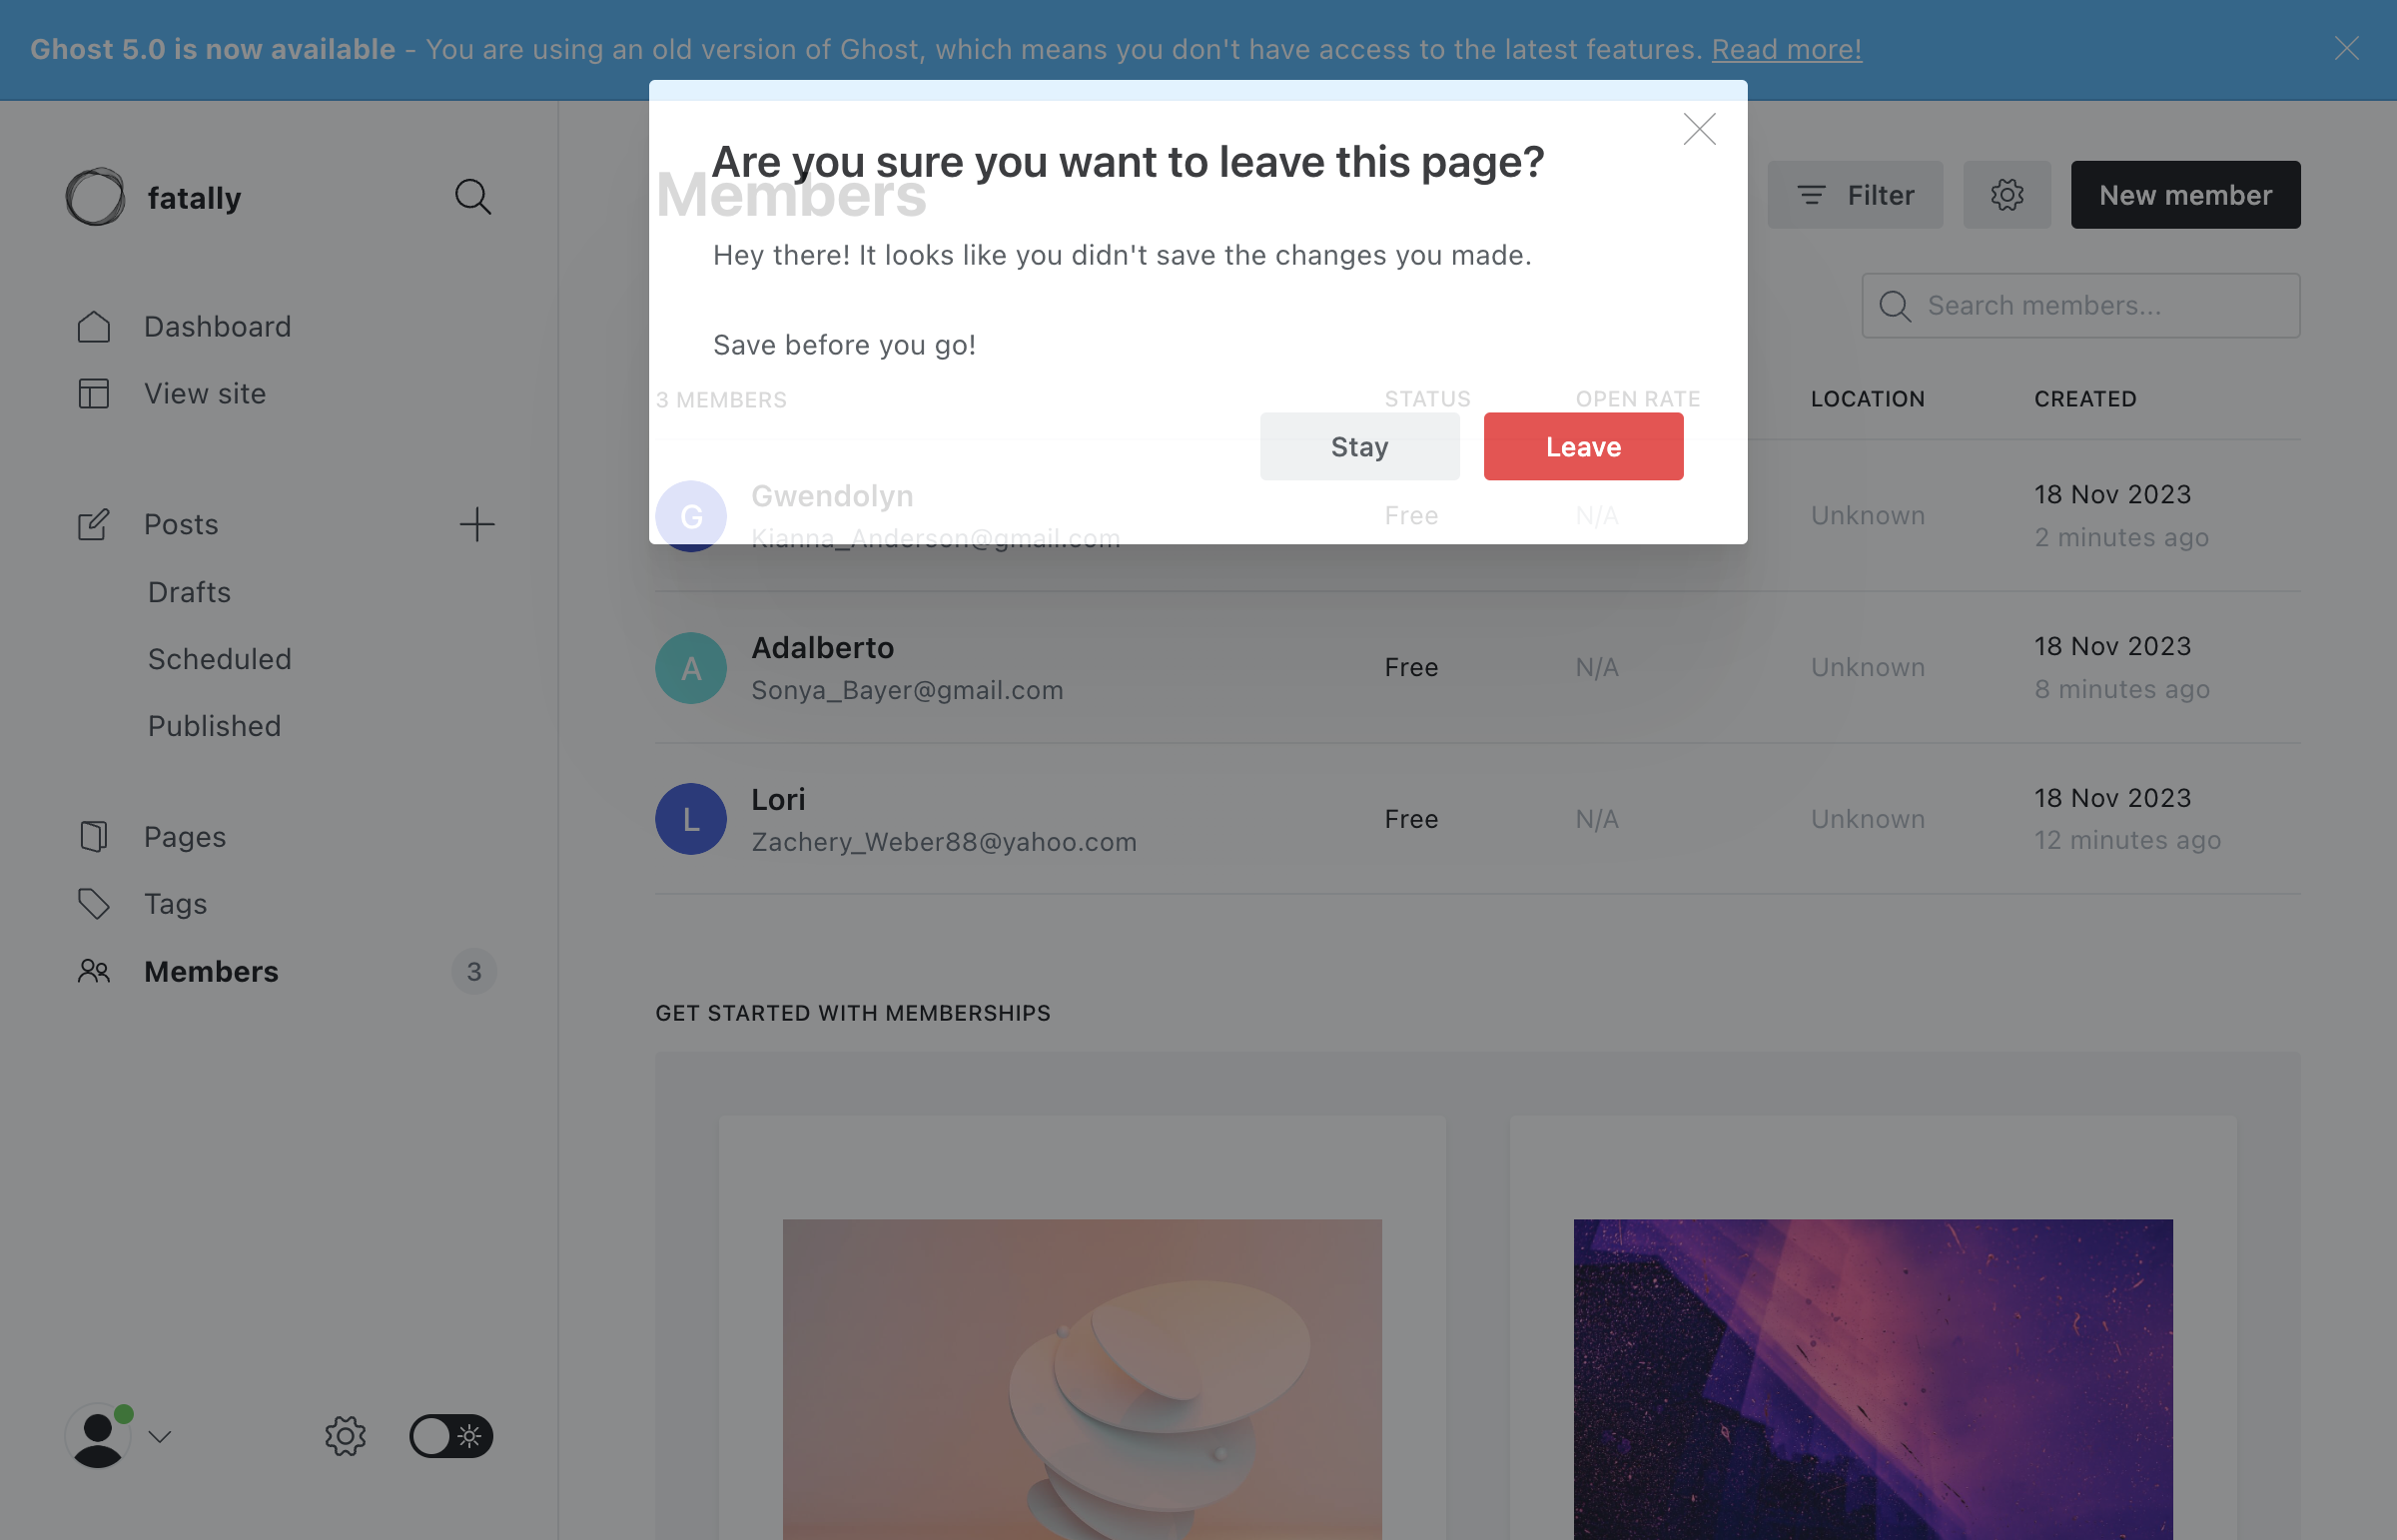 Ghost 5.0 is now available - You are using an old version of Ghost, which means you don't have access to the latest features. Read more!
fatally
Dashboard
View site
Posts
Drafts
Scheduled
Published
Pages
Tags
Members 3
Are you sure you want to leave this page?
Members
Hey there! It looks like you didn't save the changes you made.
Save before you go!
Stay Leave
Filter New member
Search members...
3 MEMBERS STATUS OPEN RATE LOCATION CREATED
G Gwendolyn Free N/A Unknown 18 Nov 2023
Kianna_Anderson@gmail.com 2 minutes ago
A Adalberto Free N/A Unknown 18 Nov 2023
Sonya_Bayer@gmail.com 8 minutes ago
L Lori Free N/A Unknown 18 Nov 2023
Zachery_Weber88@yahoo.com 12 minutes ago
GET STARTED WITH MEMBERSHIPS